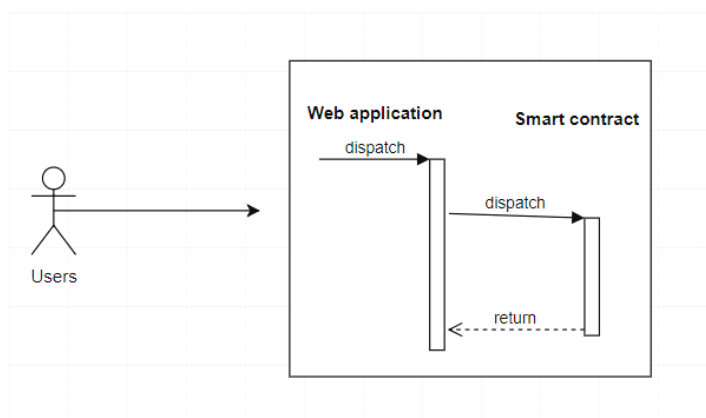 Web application
Smart contract
dispatch
dispatch
Users
return